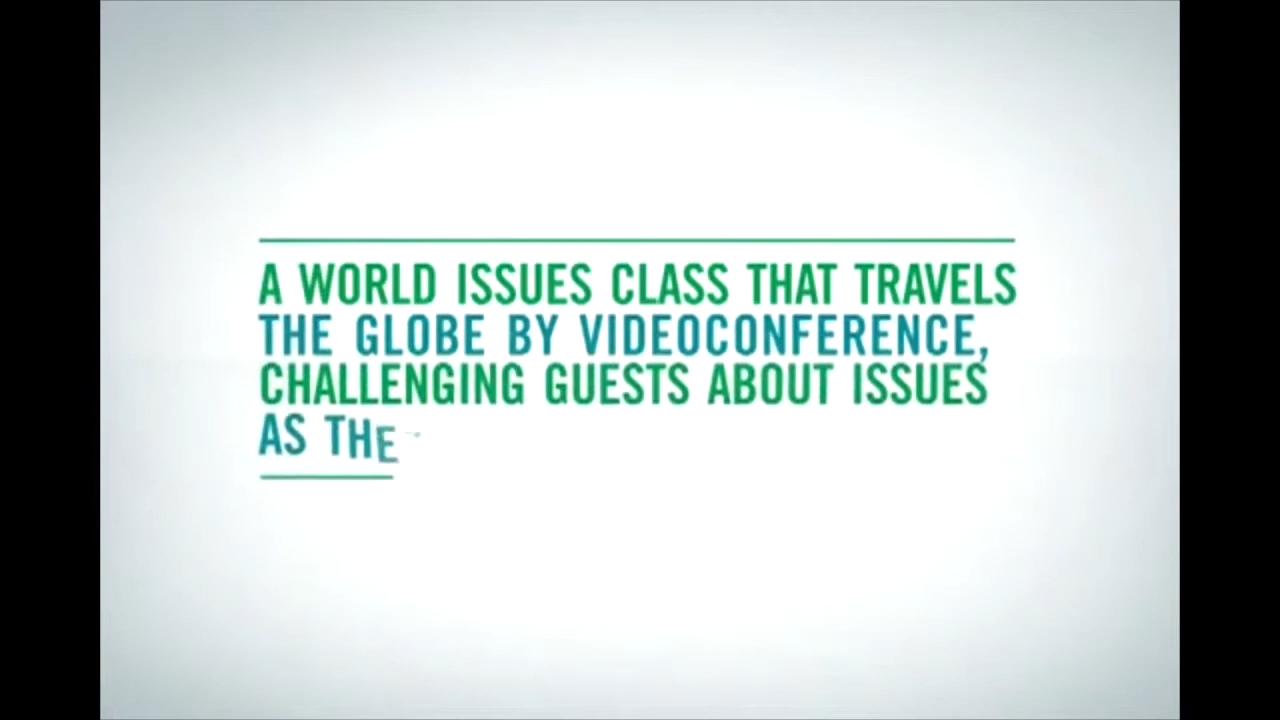 A WORLD ISSUES CLASS THAT TRAVELS
THE GLOBE BY VIDEOCONFERENCE,
CHALLENGING GUESTS ABOUT ISSUES
AS THE